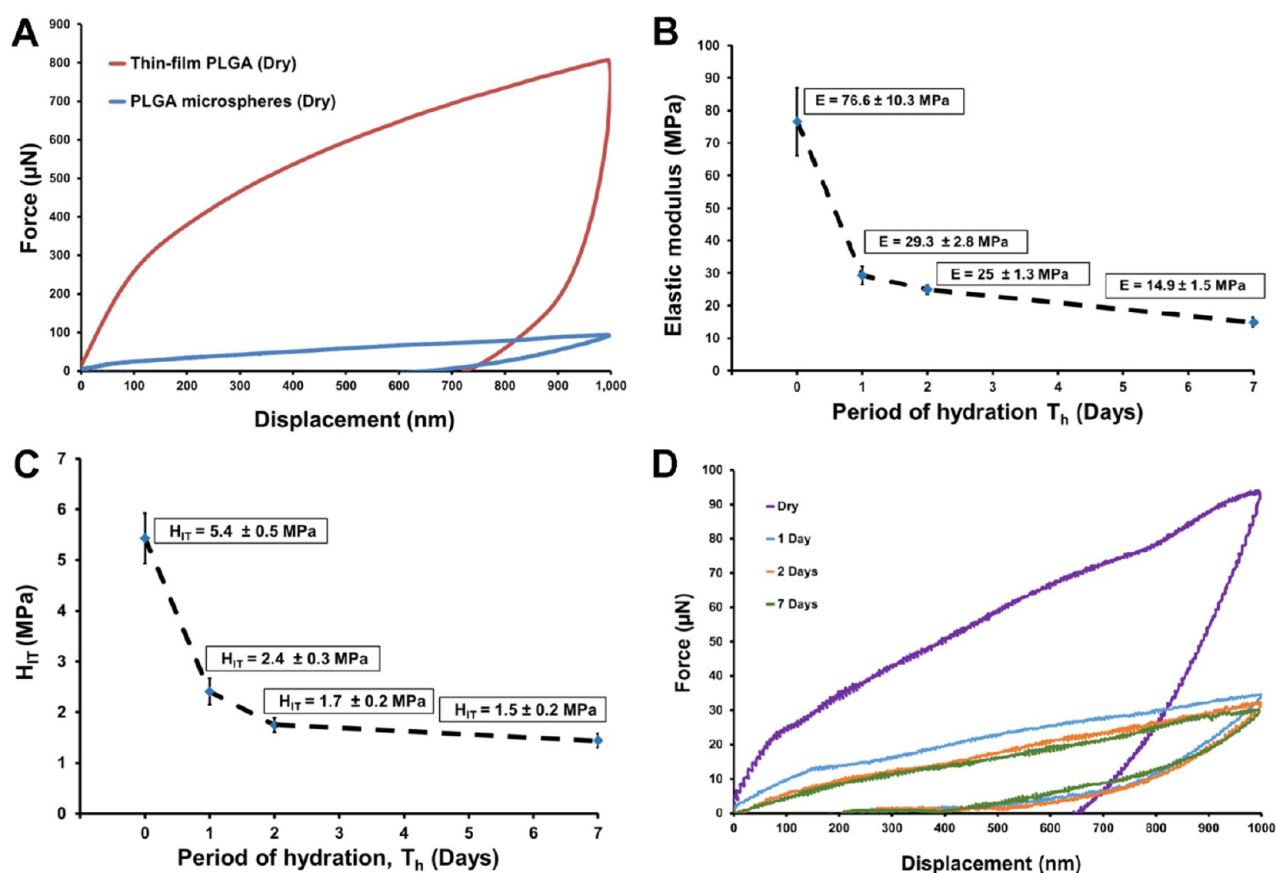 A
Force (µN)
900
800
700
600
500
400
300
200
100
0
Thin-film PLGA (Dry)
PLGA microspheres (Dry)
0 100 200 300 400 500 600 700 800 900 1,000
Displacement (nm)
B
Elastic modulus (MPa)
100
90
80
70
60
50
40
30
20
10
0
E = 76.6 ± 10.3 MPa
E = 29.3 ± 2.8 MPa
E = 25 ± 1.3 MPa
E = 14.9 ± 1.5 MPa
0 1 2 3 4 5 6 7
Period of hydration Th (Days)
C
HIT (MPa)
7
6
5
4
3
2
1
0
HIT = 5.4 ± 0.5 MPa
HIT = 2.4 ± 0.3 MPa
HIT = 1.7 ± 0.2 MPa
HIT = 1.5 ± 0.2 MPa
0 1 2 3 4 5 6 7
Period of hydration, Th (Days)
D
Force (µN)
100
90
80
70
60
50
40
30
20
10
0
Dry
1 Day
2 Days
7 Days
0 100 200 300 400 500 600 700 800 900 1000
Displacement (nm)